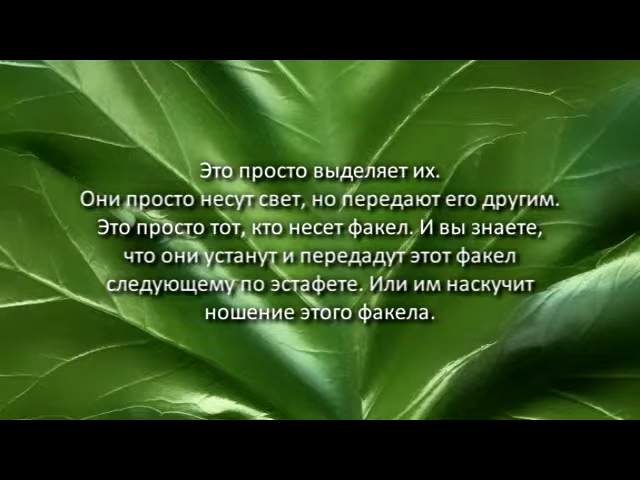 Это просто выделяет их.
Они просто несут свет, но передают его другим.
Это просто тот, кто несет факел. И вы знаете,
что они устанут и передадут этот факел
следующему по эстафете. Или им наскучит
ношение этого факела.